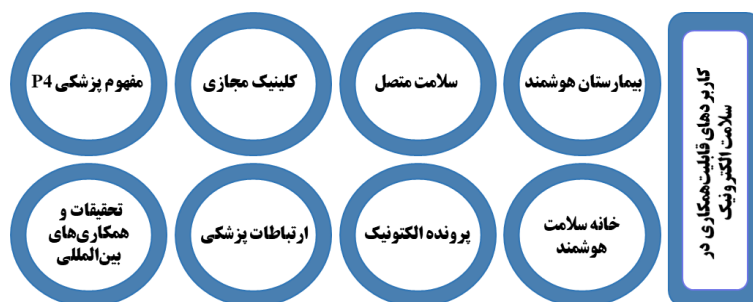 کاربردهای قابلیت‌همکاری در
سلامت الکترونیک
بیمارستان هوشمند
سلامت متصل
کلینیک مجازی
مفهوم پزشکی P4
خانه سلامت
هوشمند
پرونده الکتونیک
ارتباطات پزشکی
تحقیقات و
همکاری‌های
بین‌المللی